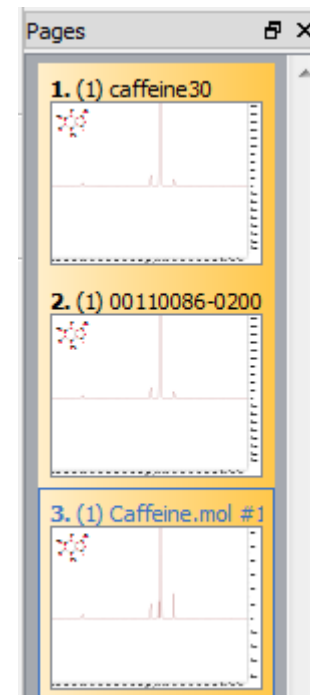 Pages
1. (1) caffeine30
2. (1) 00110086-0200
3. (1) Caffeine.mol #1